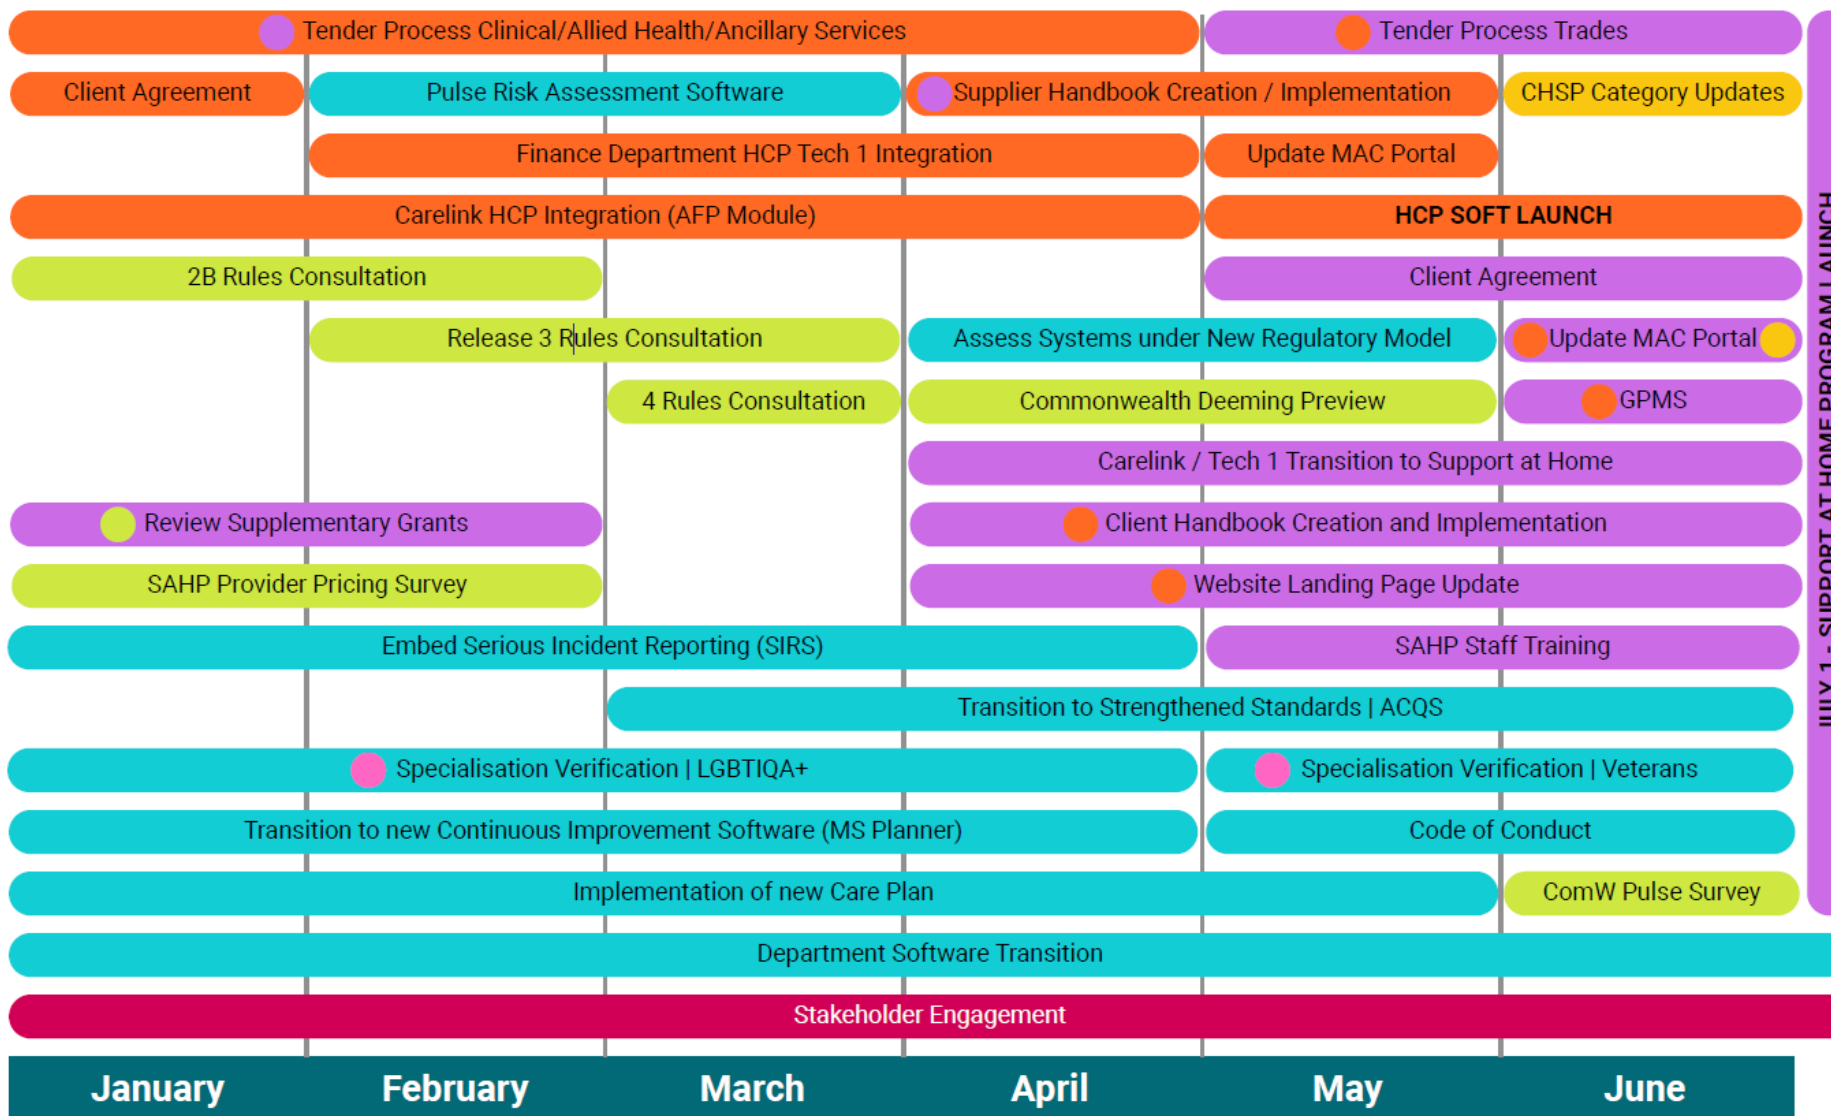 Tender Process Clinical/Allied Health/Ancillary Services
Tender Process Trades
Client Agreement
Pulse Risk Assessment Software
Supplier Handbook Creation / Implementation
CHSP Category Updates
Finance Department HCP Tech 1 Integration
Update MAC Portal
Carelink HCP Integration (AFP Module)
HCP SOFT LAUNCH
2B Rules Consultation
Client Agreement
Release 3 Rules Consultation
Assess Systems under New Regulatory Model
Update MAC Portal
4 Rules Consultation
Commonwealth Deeming Preview
GPMS
Carelink / Tech 1 Transition to Support at Home
Review Supplementary Grants
Client Handbook Creation and Implementation
SAHP Provider Pricing Survey
Website Landing Page Update
Embed Serious Incident Reporting (SIRS)
SAHP Staff Training
Transition to Strengthened Standards | ACQS
Specialisation Verification | LGBTIQA+
Specialisation Verification | Veterans
Transition to new Continuous Improvement Software (MS Planner)
Code of Conduct
Implementation of new Care Plan
ComW Pulse Survey
Department Software Transition
Stakeholder Engagement
JULY 1 - SUPPORT AT HOME PROGRAM LAUNCH
January
February
March
April
May
June